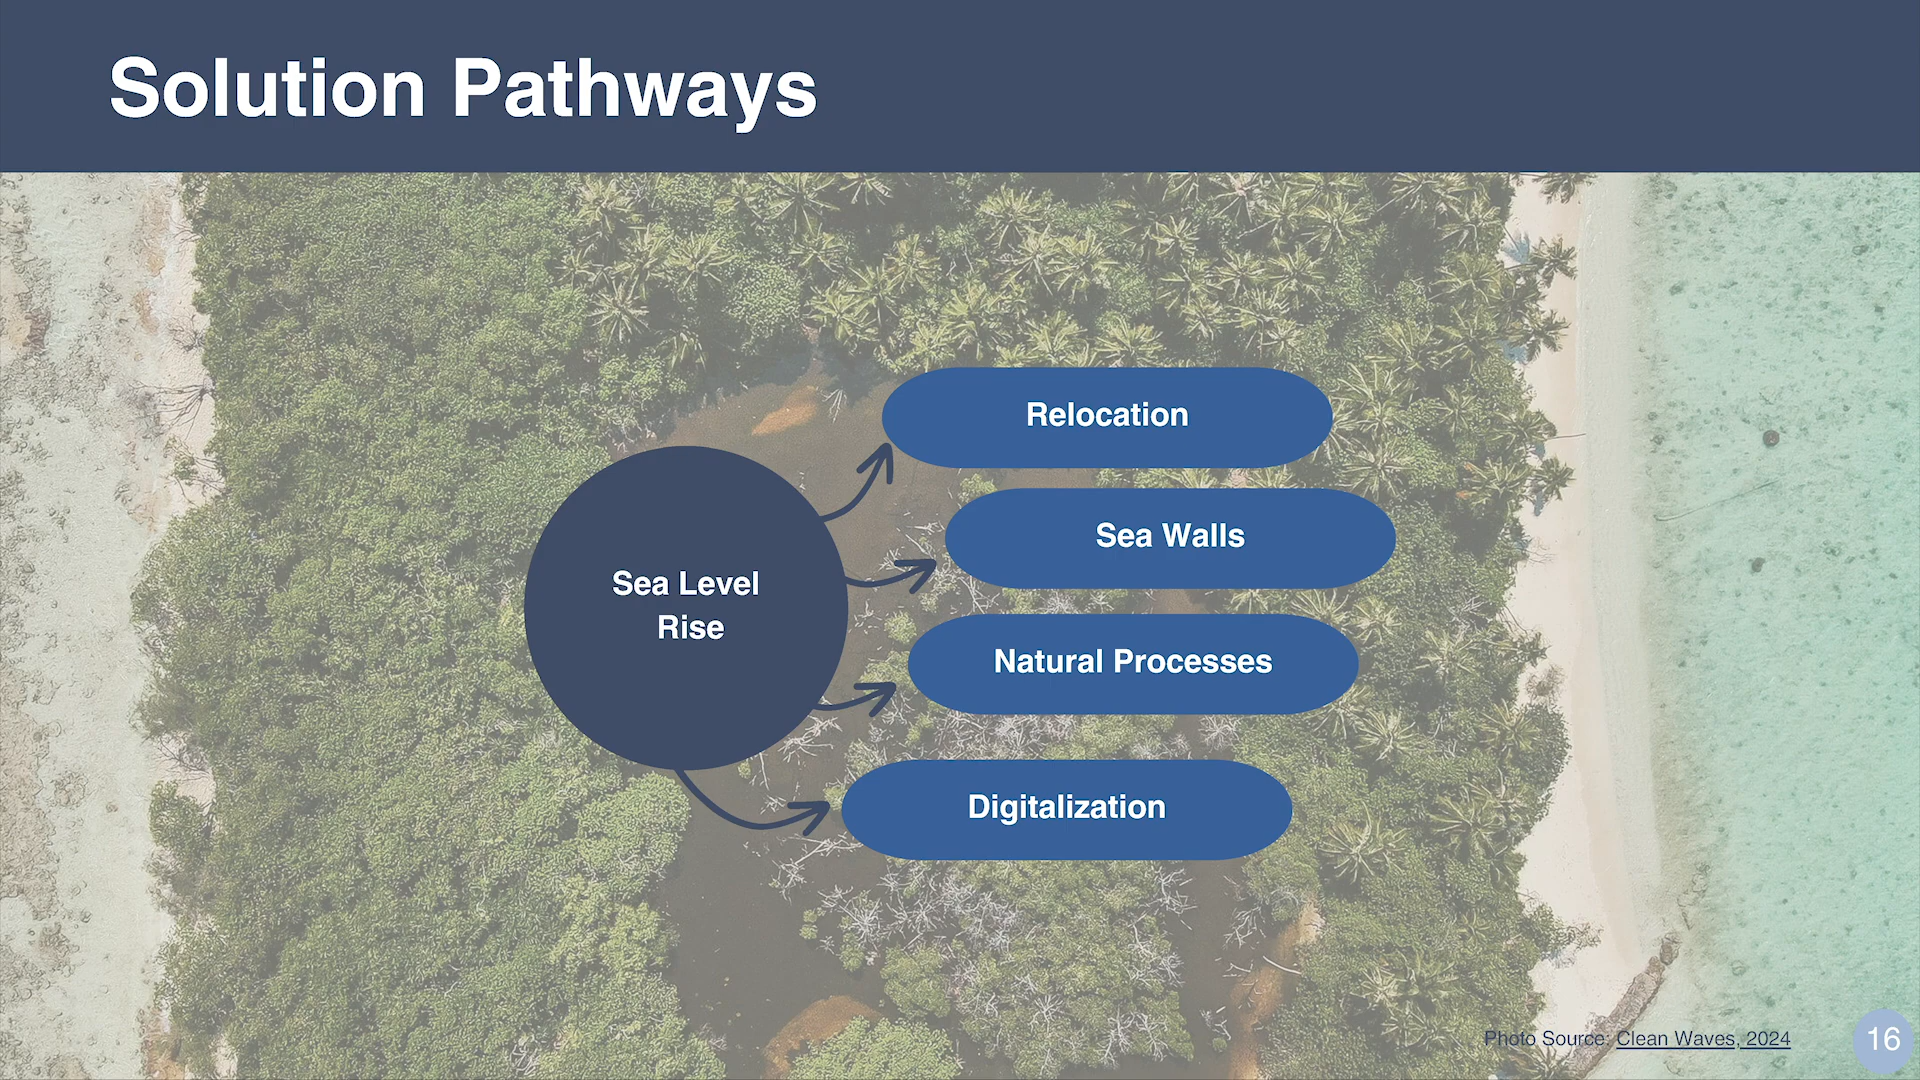 Solution Pathways
Relocation
Sea Walls
Sea Level
Rise
Natural Processes
Digitalization
Photo Source: Clean Waves, 2024
16